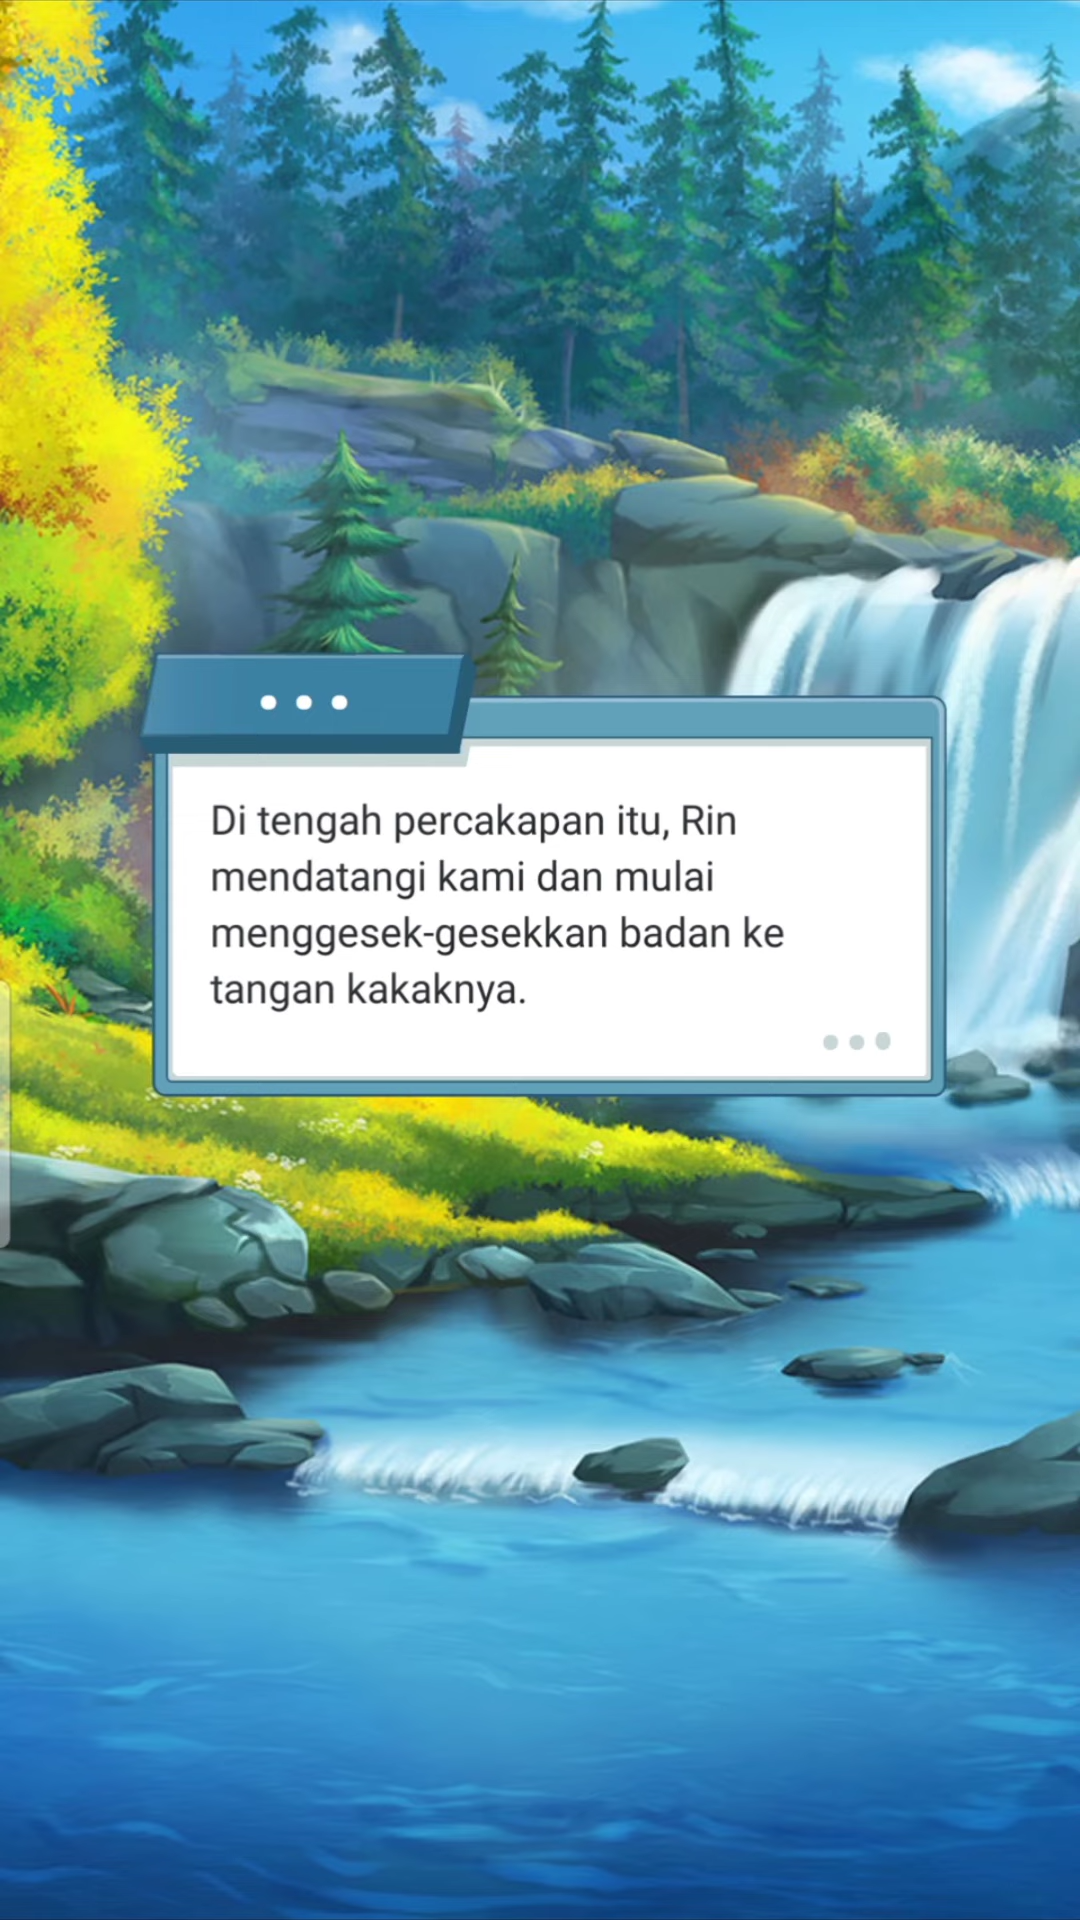 Di tengah percakapan itu, Rin
mendatangi kami dan mulai
menggesek-gesekkan badan ke
tangan kakaknya.